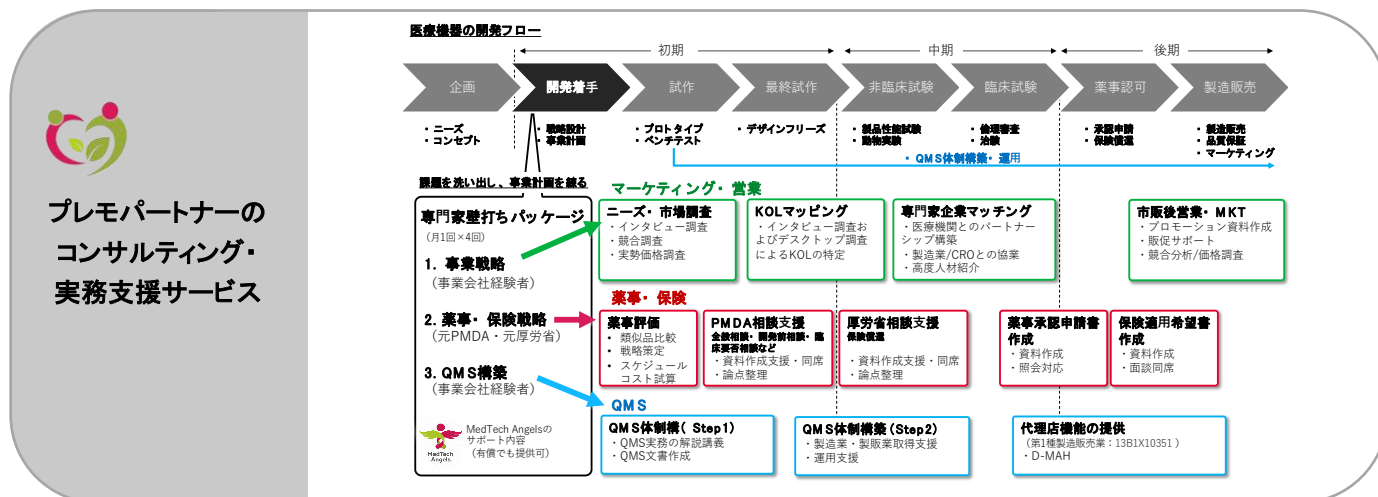 プレモパートナーの
コンサルティング・
実務支援サービス
医療機器の開発フロー
初期
中期
後期
企画
開発着手
試作
最終試作
非臨床試験
臨床試験
薬事認可
製造販売
・ニーズ
・コンセプト
・戦略設計
・事業計画
・プロトタイプ
・ベンチテスト
・デザインフリーズ
・製品性能試験
・動物実験
・倫理審査
・治験
・承認申請
・保険償還
・製造販売
・品質保証
・マーケティング
・QMS体制構築・運用
課題を洗い出し、事業計画を練る
専門家壁打ちパッケージ
(月1回×4回)
1. 事業戦略
(事業会社経験者)
2. 薬事・保険戦略
(元PMDA・元厚労省)
3. QMS構築
(事業会社経験者)
MedTech
Angels
MedTech Angelsの
サポート内容
(有償でも提供可)
マーケティング・営業
ニーズ・市場調査
・インタビュー調査
・競合調査
・実勢価格調査
KOLマッピング
・インタビュー調査お
よびデスクトップ調査
によるKOLの特定
専門家企業マッチング
・医療機関とのパートナー
シップ構築
・製造業/CROとの協業
・高度人材紹介
市販後営業・MKT
・プロモーション資料作成
・販促サポート
・競合分析/価格調査
薬事・保険
薬事評価
• 類似品比較
• 戦略策定
• スケジュール
コスト試算
PMDA相談支援
全般相談・開発前相談・臨
床要否相談など
・資料作成支援・同席
・論点整理
厚労省相談支援
保険償還
・資料作成支援・同席
・論点整理
薬事承認申請書
作成
・資料作成
・照会対応
保険適用希望書
作成
・資料作成
・面談同席
QMS
QMS体制構( Step1)
・QMS実務の解説講義
・QMS文書作成
QMS体制構築(Step2)
・製造業・製販業取得支援
・運用支援
代理店機能の提供
(第1種製造販売業:13B1X10351 )
・D-MAH